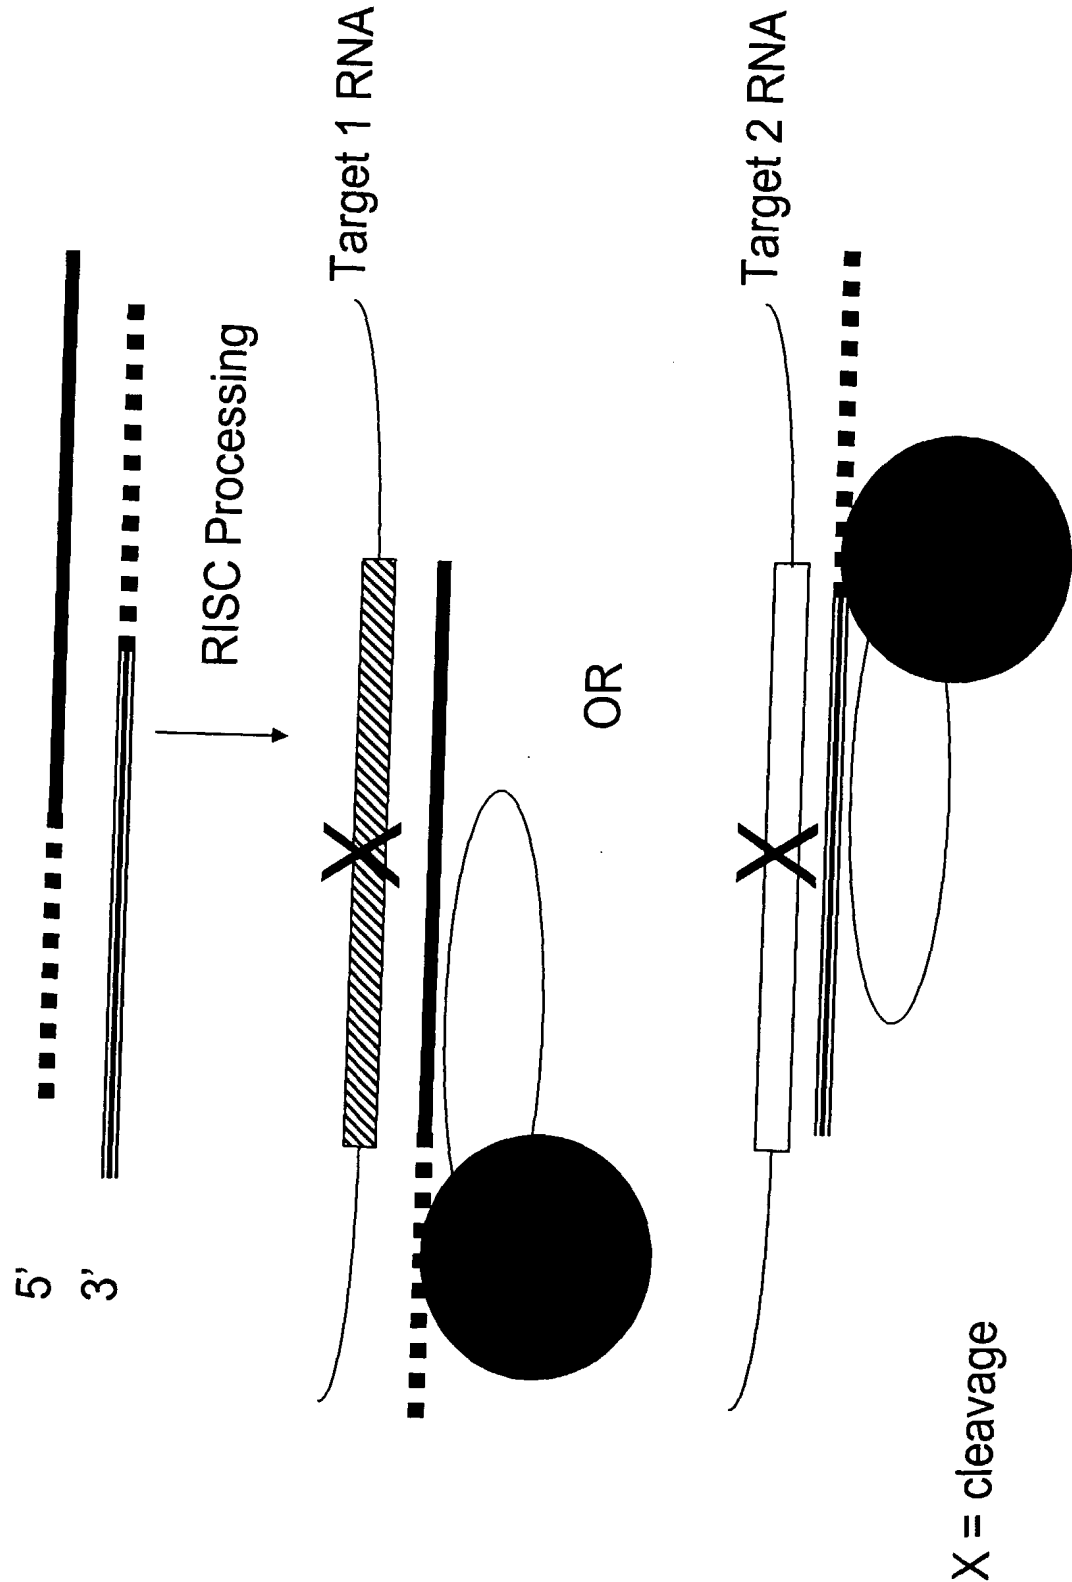 5'
3'
RISC Processing
Target 1 RNA
OR
Target 2 RNA
X = cleavage